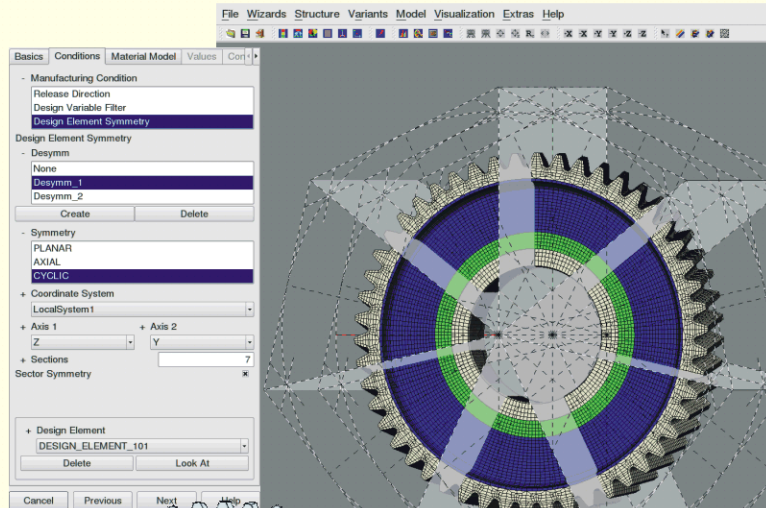 File Wizards Structure Variants Model Visualization Extras Help
Basics Conditions Material Model Values
- Manufacturing Condition
Release Direction
Design Variable Filter
Design Element Symmetry
Design Element Symmetry
- Desymm
None
Desymm_1
Desymm_2
Create Delete
- Symmetry
PLANAR
AXIAL
CYCLIC
+ Coordinate System
LocalSystem1
+ Axis 1 + Axis 2
Z Y
+ Sections 7
Sector Symmetry
+ Design Element
DESIGN_ELEMENT_101
Delete Look At
Cancel Previous Next Help